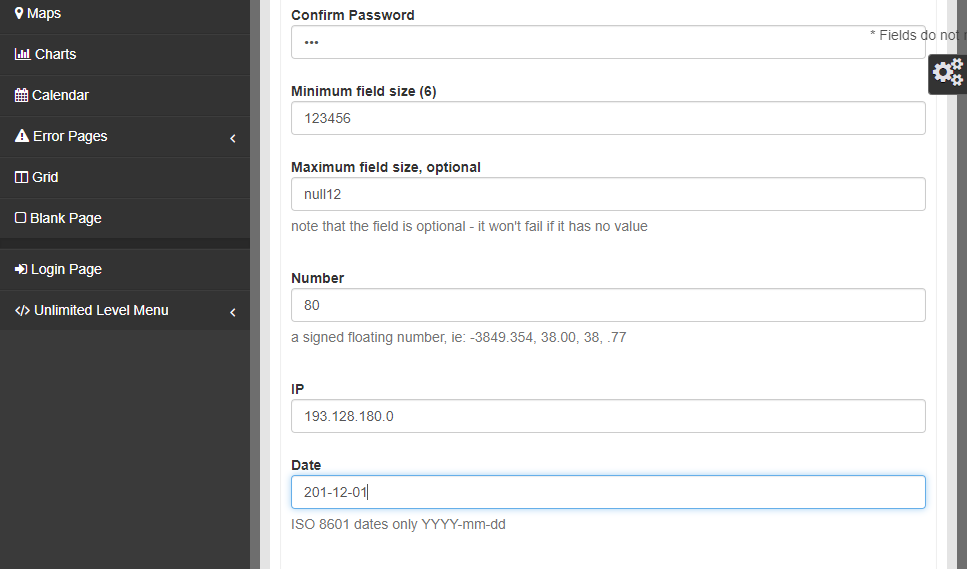 Maps
Charts
Calendar
Error Pages
Grid
Blank Page
Login Page
Unlimited Level Menu
Confirm Password
•••
* Fields do not
Minimum field size (6)
123456
Maximum field size, optional
null12
note that the field is optional - it won't fail if it has no value
Number
80
a signed floating number, ie: -3849.354, 38.00, 38, .77
IP
193.128.180.0
Date
201-12-01
ISO 8601 dates only YYYY-mm-dd